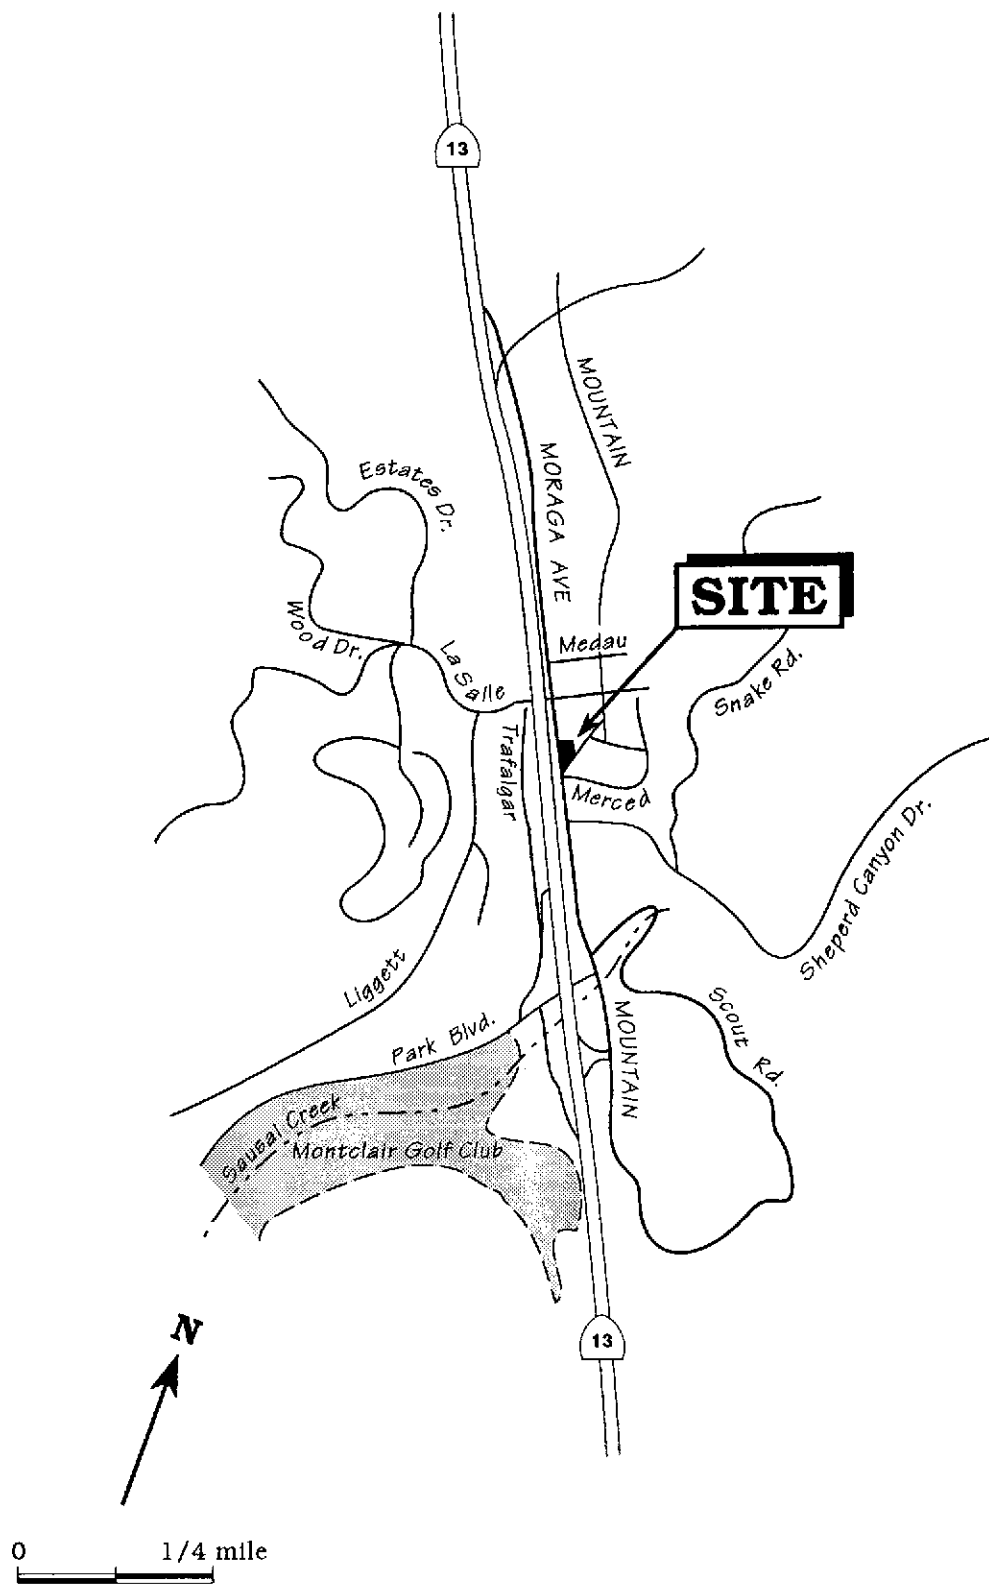 13
MOUNTAIN
MORAGA AVE
Estates Dr.
SITE
Wood Dr.
La Salle
Medau
Snake Rd.
Trafalgar
Merced
Sheperd Canyon Dr.
Liggett
Scout Rd.
Park Blvd.
MOUNTAIN
Sausal Creek
Montclair Golf Club
N
13
0 1/4 mile